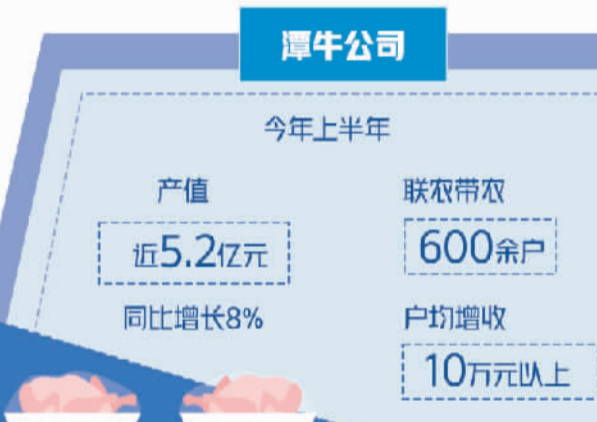 潭牛公司
今年上半年
产值
近5.2亿元
同比增长8%
联农带农
600余户
户均增收
10万元以上